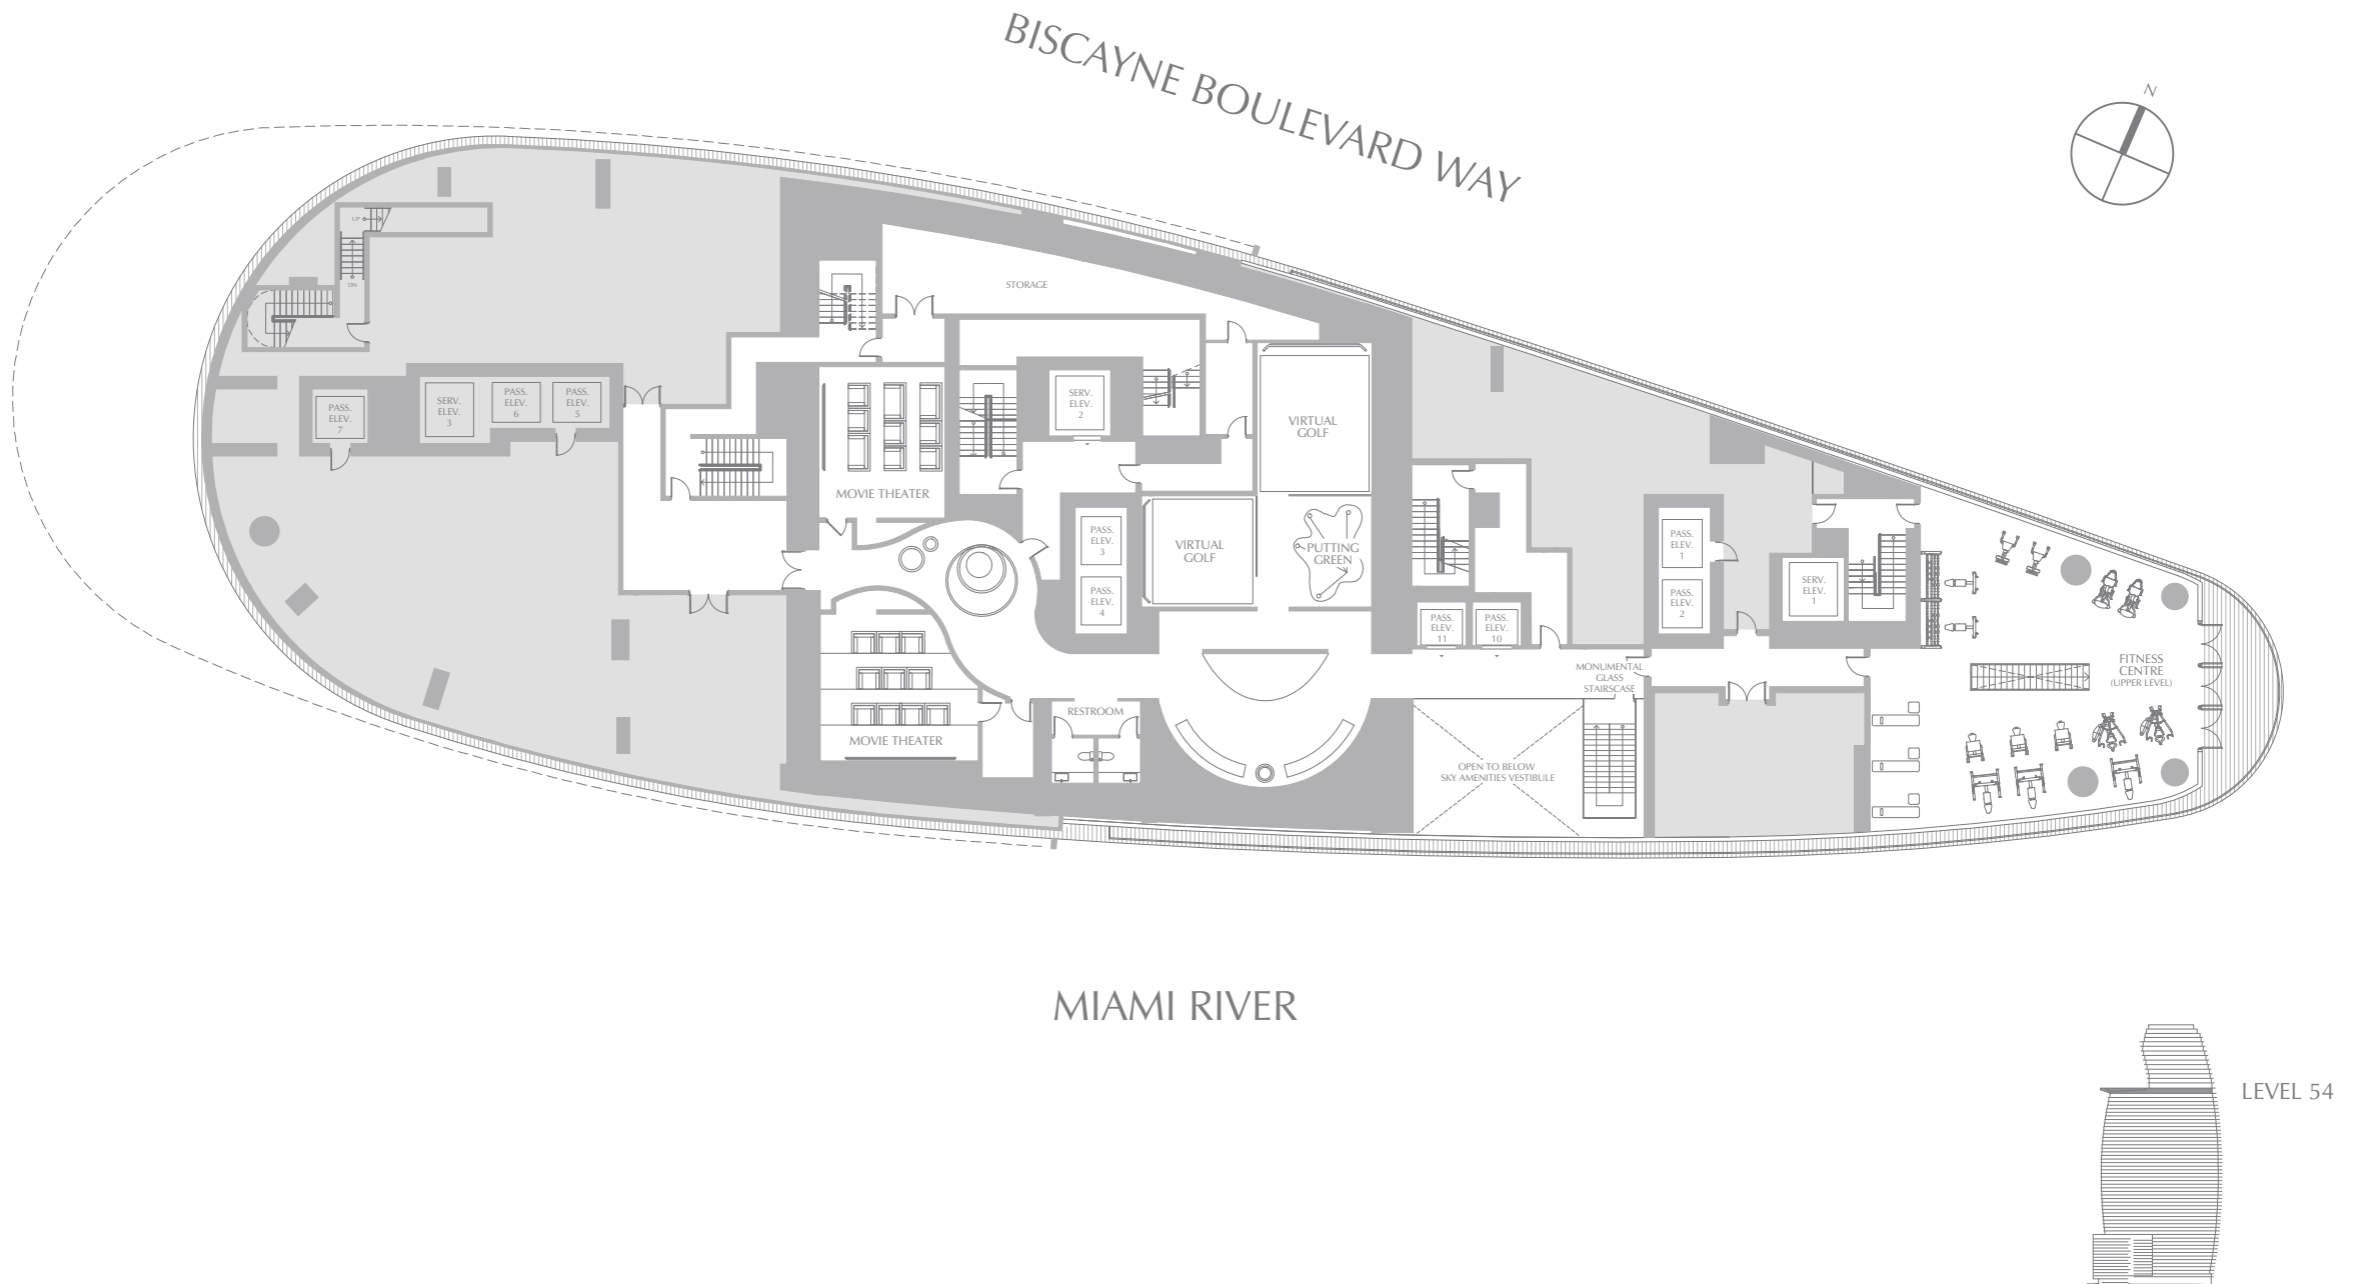 BISCAYNE BOULEVARD WAY
N
UP
DN
STORAGE
PASS.
ELEV.
7
SERV.
ELEV.
3
PASS.
ELEV.
6
PASS.
ELEV.
5
SERV.
ELEV.
2
VIRTUAL
GOLF
MOVIE THEATER
PASS.
ELEV.
3
PASS.
ELEV.
4
VIRTUAL
GOLF
PUTTING
GREEN
PASS.
ELEV.
1
PASS.
ELEV.
2
SERV.
ELEV.
1
PASS.
ELEV.
11
PASS.
ELEV.
10
MONUMENTAL
GLASS
STAIRSCASE
FITNESS
CENTRE
(UPPER LEVEL)
RESTROOM
MOVIE THEATER
OPEN TO BELOW
SKY AMENITIES VESTIBULE
MIAMI RIVER
LEVEL 54